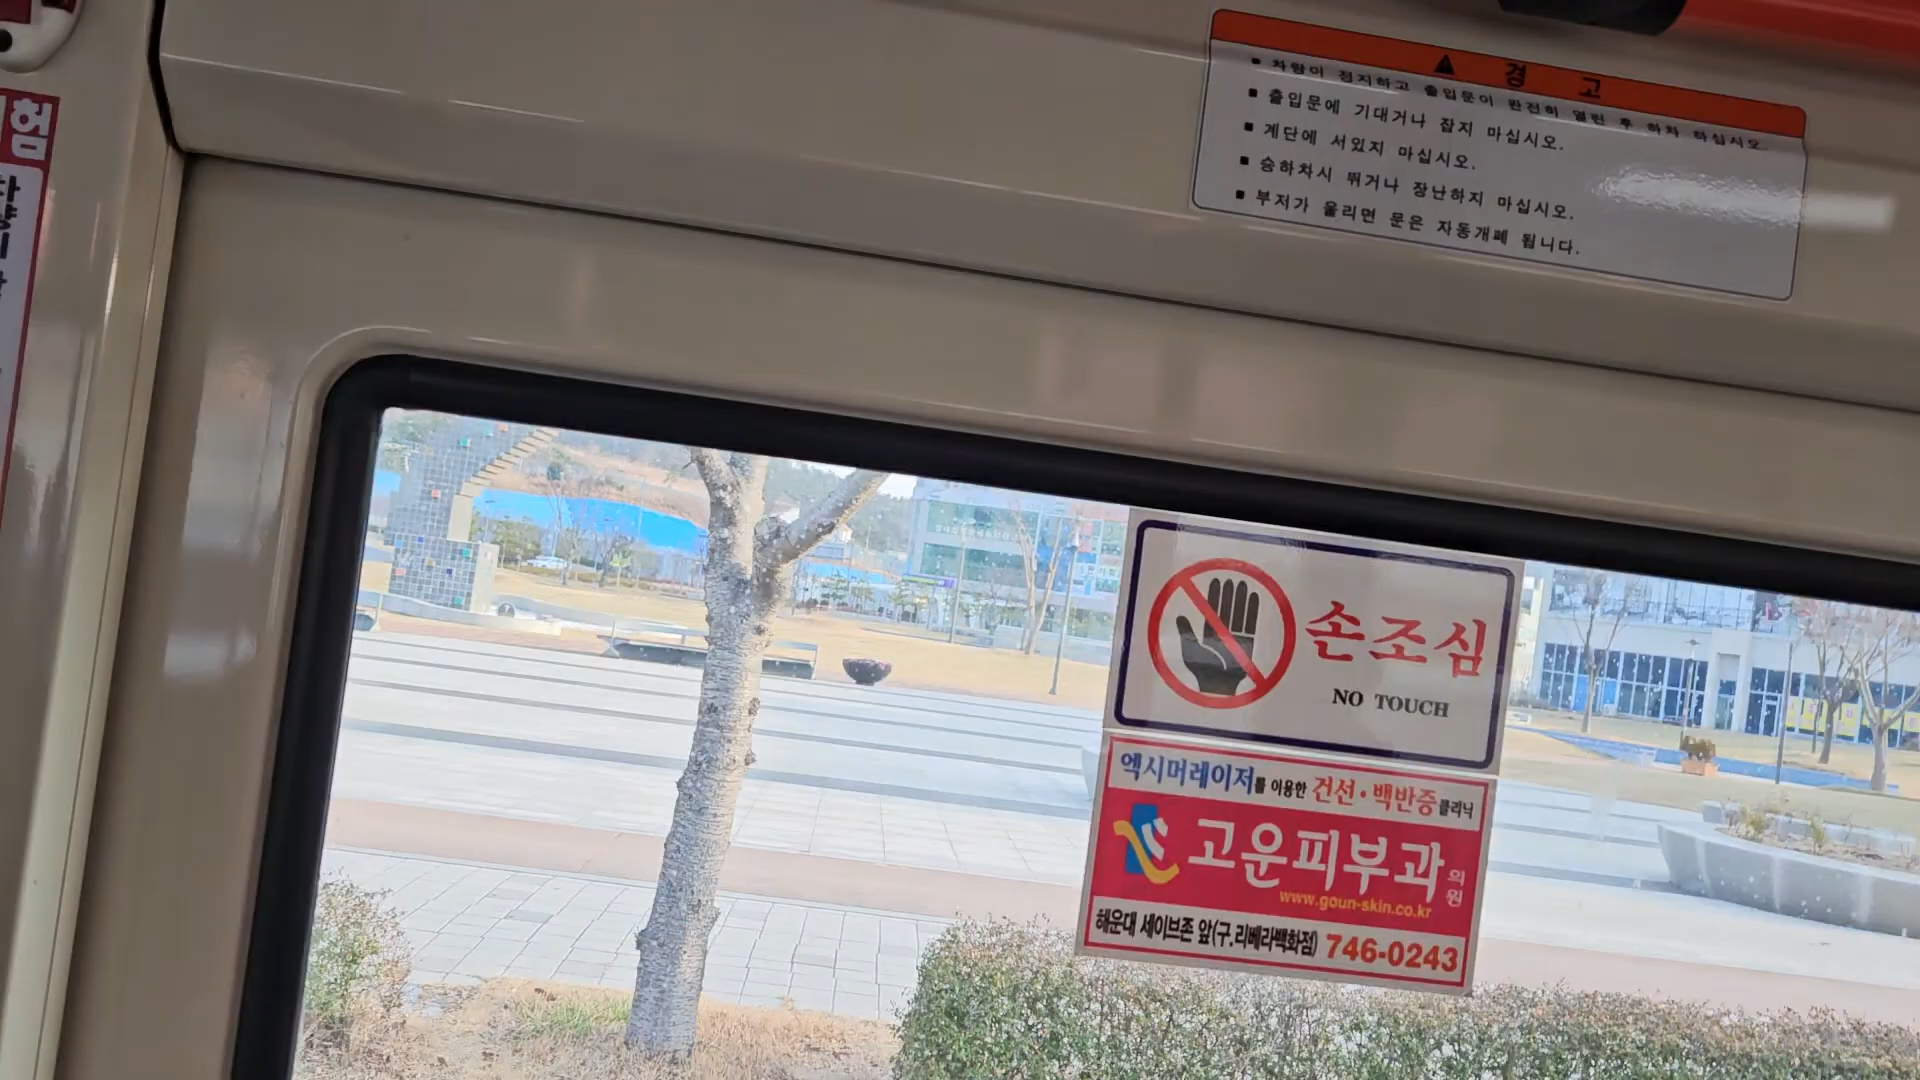 경 고
■ 차량이 정지하고 출입문이 완전히 열린 후 하차 하십시오.
■ 출입문에 기대거나 잡지 마십시오.
■ 계단에 서있지 마십시오.
■ 승하차시 뛰거나 장난하지 마십시오.
■ 부저가 울리면 문은 자동개폐 됩니다.
손조심
NO TOUCH
엑시머레이저를 이용한 건선·백반증클리닉
고운피부과의원
www.goun-skin.co.kr
해운대 세이브존 앞(구.리베라백화점) 746-0243